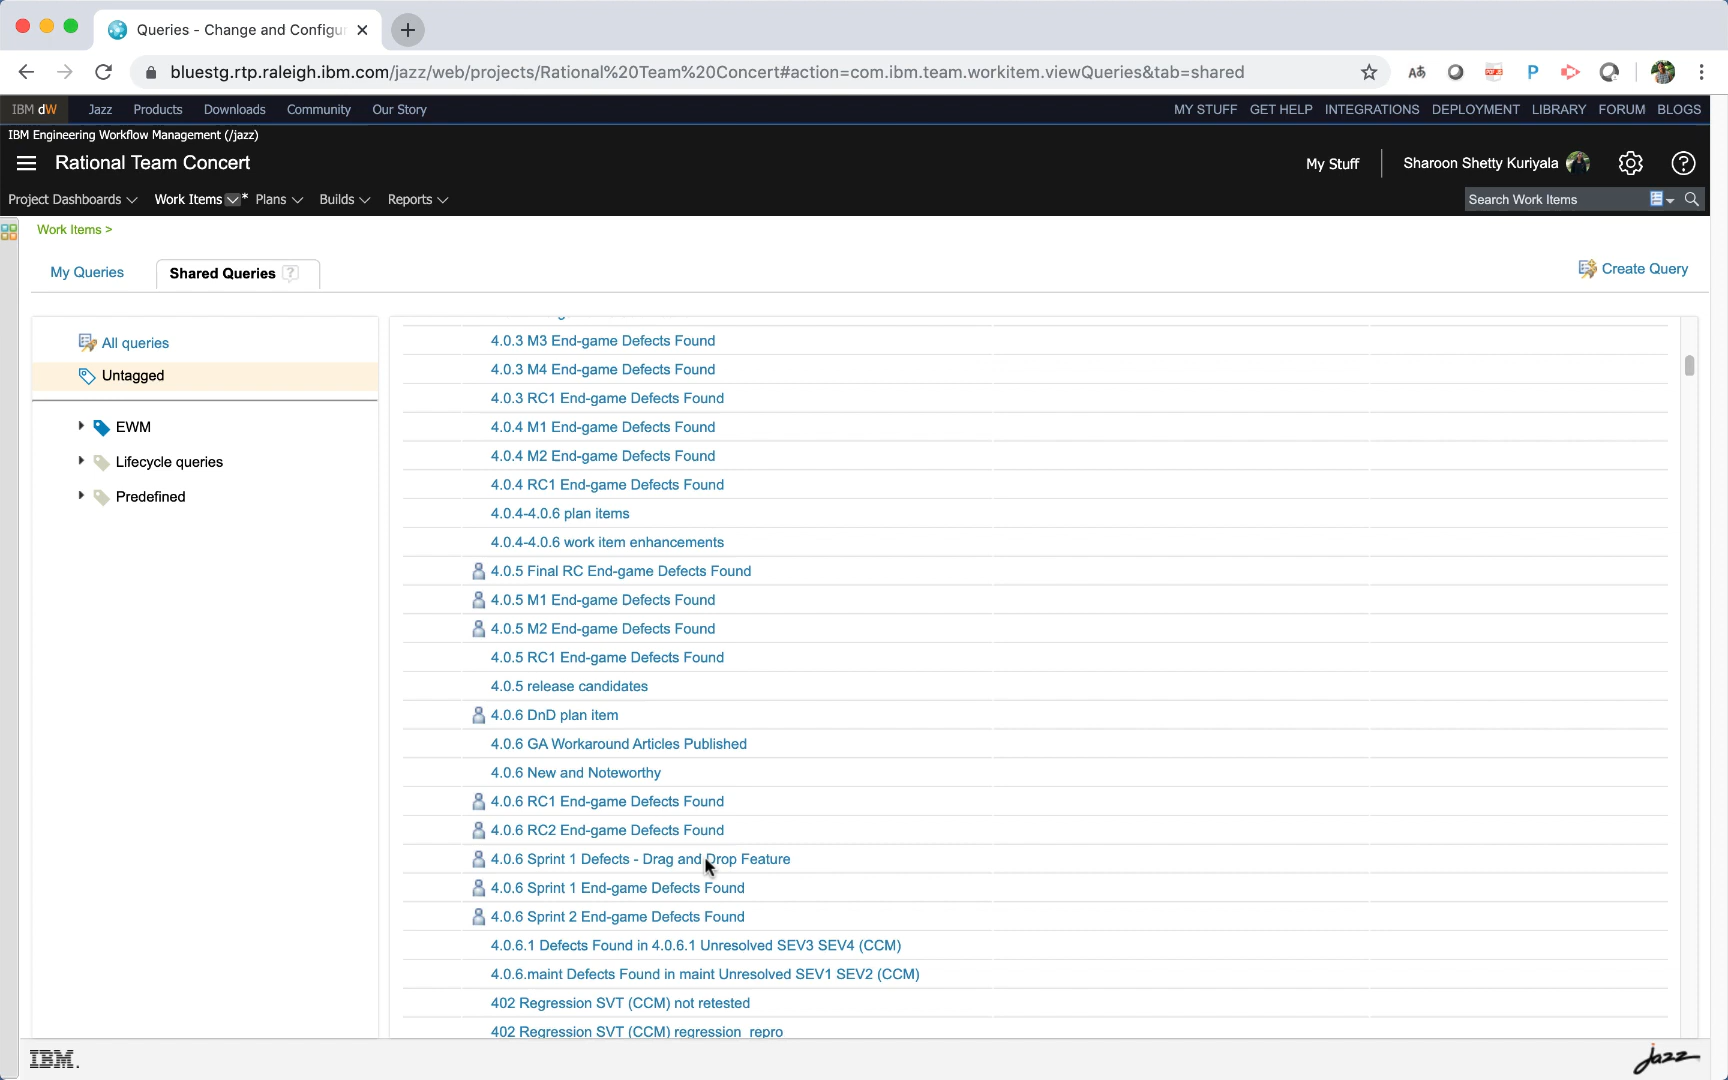 Queries - Change and Configur
bluestg.rtp.raleigh.ibm.com/jazz/web/projects/Rational%20Team%20Concert#action=com.ibm.team.workitem.viewQueries&tab=shared
IBM dW Jazz Products Downloads Community Our Story MY STUFF GET HELP INTEGRATIONS DEPLOYMENT LIBRARY FORUM BLOGS
IBM Engineering Workflow Management (/jazz)
Rational Team Concert My Stuff Sharoon Shetty Kuriyala
Project Dashboards Work Items * Plans Builds Reports Search Work Items
Work Items >
My Queries Shared Queries ? Create Query
All queries
Untagged
EWM
Lifecycle queries
Predefined
4.0.3 M3 End-game Defects Found
4.0.3 M4 End-game Defects Found
4.0.3 RC1 End-game Defects Found
4.0.4 M1 End-game Defects Found
4.0.4 M2 End-game Defects Found
4.0.4 RC1 End-game Defects Found
4.0.4-4.0.6 plan items
4.0.4-4.0.6 work item enhancements
4.0.5 Final RC End-game Defects Found
4.0.5 M1 End-game Defects Found
4.0.5 M2 End-game Defects Found
4.0.5 RC1 End-game Defects Found
4.0.5 release candidates
4.0.6 DnD plan item
4.0.6 GA Workaround Articles Published
4.0.6 New and Noteworthy
4.0.6 RC1 End-game Defects Found
4.0.6 RC2 End-game Defects Found
4.0.6 Sprint 1 Defects - Drag and Drop Feature
4.0.6 Sprint 1 End-game Defects Found
4.0.6 Sprint 2 End-game Defects Found
4.0.6.1 Defects Found in 4.0.6.1 Unresolved SEV3 SEV4 (CCM)
4.0.6.maint Defects Found in maint Unresolved SEV1 SEV2 (CCM)
402 Regression SVT (CCM) not retested
402 Regression SVT (CCM) regression_repro
IBM. jazz